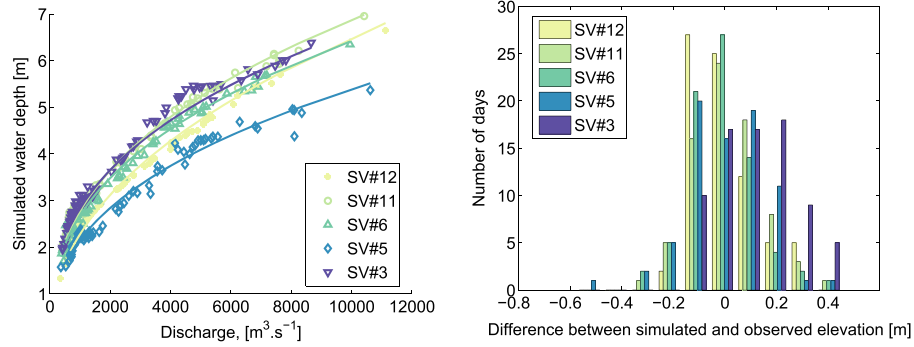 7
6
5
4
3
2
1
0
2000
4000
6000
8000
10000
12000
Simulated water depth [m]
Discharge, [m³.s⁻¹]
SV#12
SV#11
SV#6
SV#5
SV#3
30
25
20
15
10
5
0
−0.8
−0.6
−0.4
−0.2
0
0.2
0.4
Number of days
Difference between simulated and observed elevation [m]
SV#12
SV#11
SV#6
SV#5
SV#3